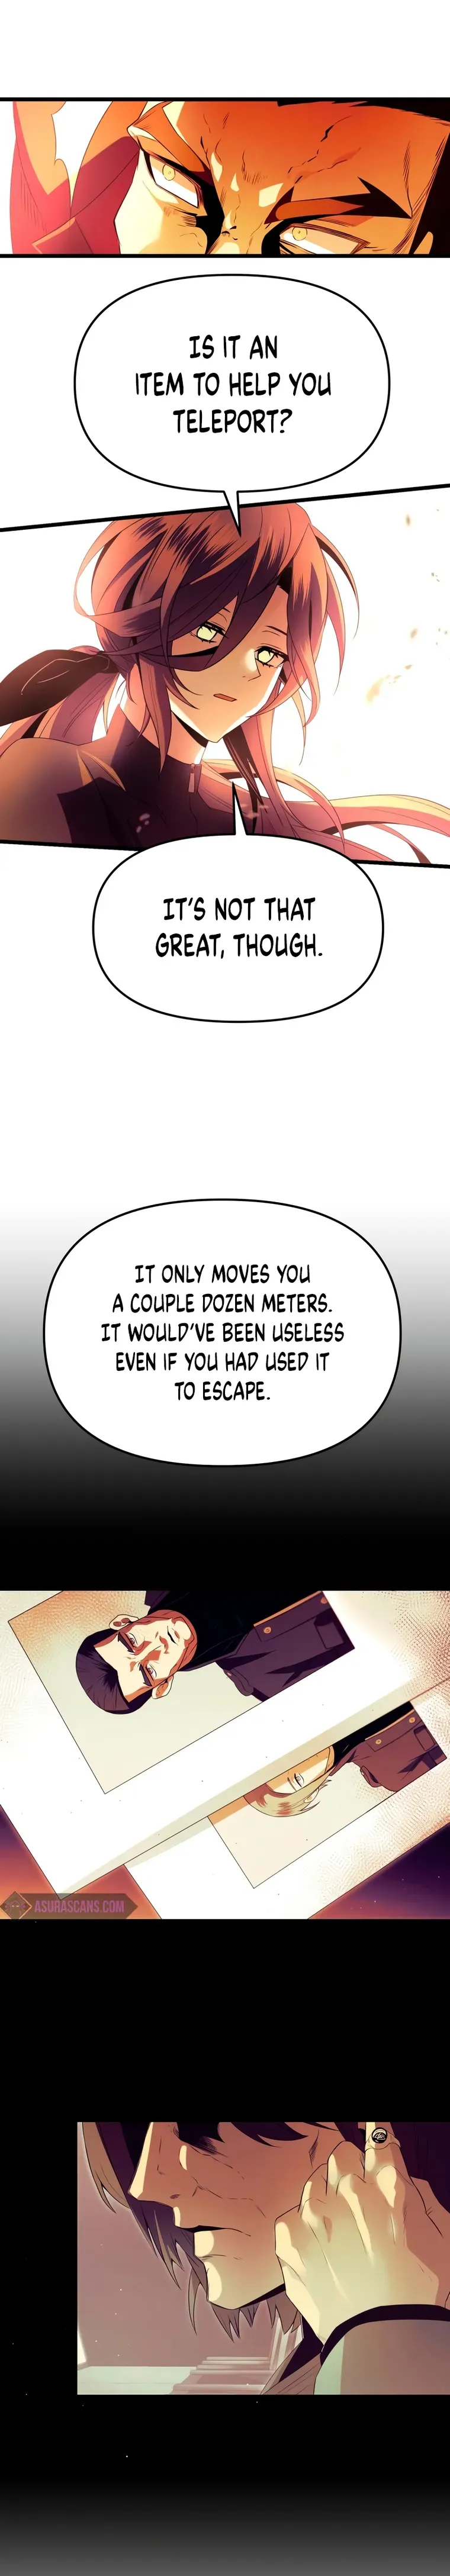 IS IT AN
ITEM TO HELP YOU
TELEPORT?
IT'S NOT THAT
GREAT, THOUGH.
IT ONLY MOVES YOU
A COUPLE DOZEN METERS.
IT WOULD'VE BEEN USELESS
EVEN IF YOU HAD USED IT
TO ESCAPE.
ASURASCANS.COM